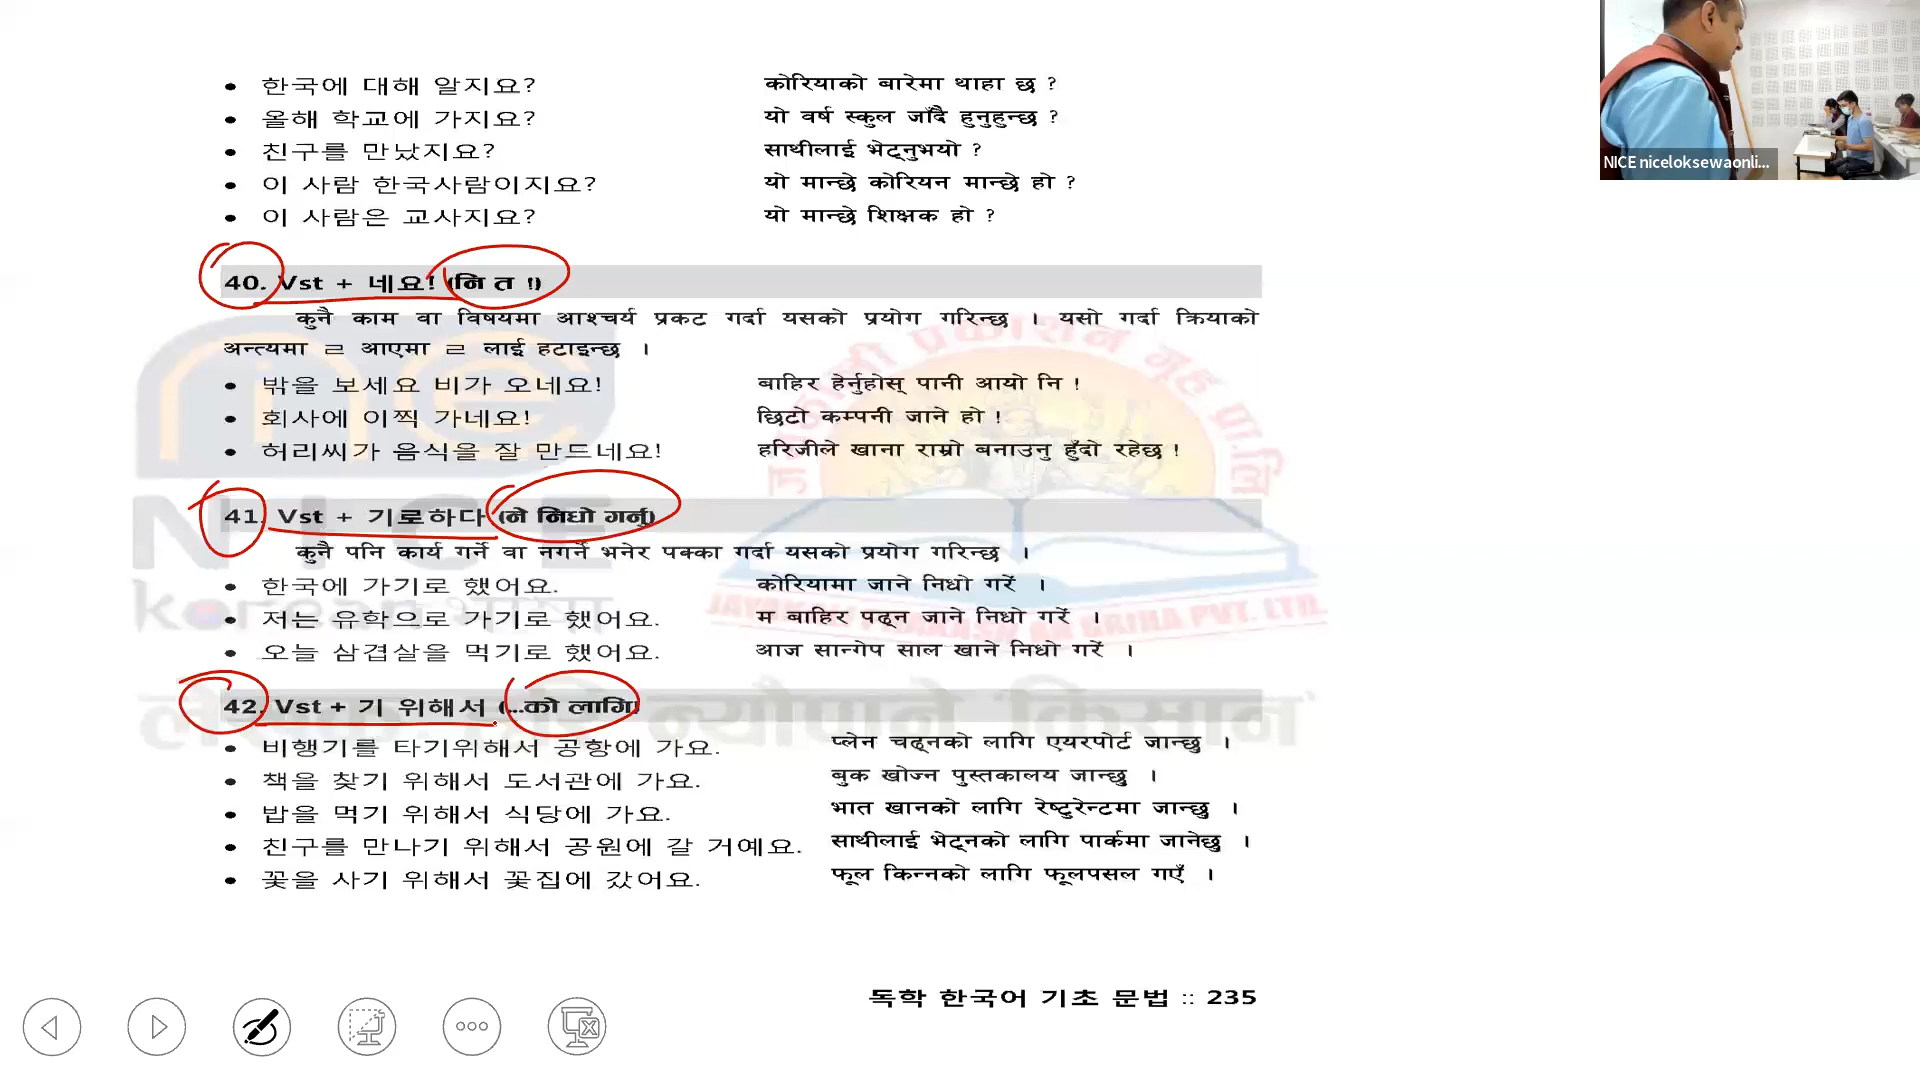 • 한국에 대해 알지요? कोरियाको बारेमा थाहा छ ?
• 올해 학교에 가지요? यो वर्ष स्कुल जाँदै हुनुहुन्छ ?
• 친구를 만났지요? साथीलाई भेट्नुभयो ?
• 이 사람 한국사람이지요? यो मान्छे कोरियन मान्छे हो ?
• 이 사람은 교사지요? यो मान्छे शिक्षक हो ?
NICE niceloksewaonli...
40. Vst + 네요! (नि त !)
कुनै काम वा विषयमा आश्चर्य प्रकट गर्दा यसको प्रयोग गरिन्छ । यसो गर्दा क्रियाको
अन्त्यमा ㄹ आएमा ㄹ लाई हटाइन्छ ।
• 밖을 보세요 비가 오네요! बाहिर हेर्नुहोस् पानी आयो नि !
• 회사에 이찍 가네요! छिटो कम्पनी जाने हो !
• 허리씨가 음식을 잘 만드네요! हरिजीले खाना राम्रो बनाउनु हुँदो रहेछ !
41. Vst + 기로하다 (ने निधो गर्नु)
कुनै पनि कार्य गर्ने वा नगर्ने भनेर पक्का गर्दा यसको प्रयोग गरिन्छ ।
• 한국에 가기로 했어요. कोरियामा जाने निधो गरें ।
• 저는 유학으로 가기로 했어요. म बाहिर पढ्न जाने निधो गरें ।
• 오늘 삼겹살을 먹기로 했어요. आज सान्गेप साल खाने निधो गरें ।
42. Vst + 기 위해서 (...को लागि)
• 비행기를 타기위해서 공항에 가요. प्लेन चढ्नको लागि एयरपोर्ट जान्छु ।
• 책을 찾기 위해서 도서관에 가요. बुक खोज्न पुस्तकालय जान्छु ।
• 밥을 먹기 위해서 식당에 가요. भात खानको लागि रेष्टुरेन्टमा जान्छु ।
• 친구를 만나기 위해서 공원에 갈 거예요. साथीलाई भेट्नको लागि पार्कमा जानेछु ।
• 꽃을 사기 위해서 꽃집에 갔어요. फूल किन्नको लागि फूलपसल गएँ ।
NICE
korean भाषा
독학 한국어 기초 문법 :: 235